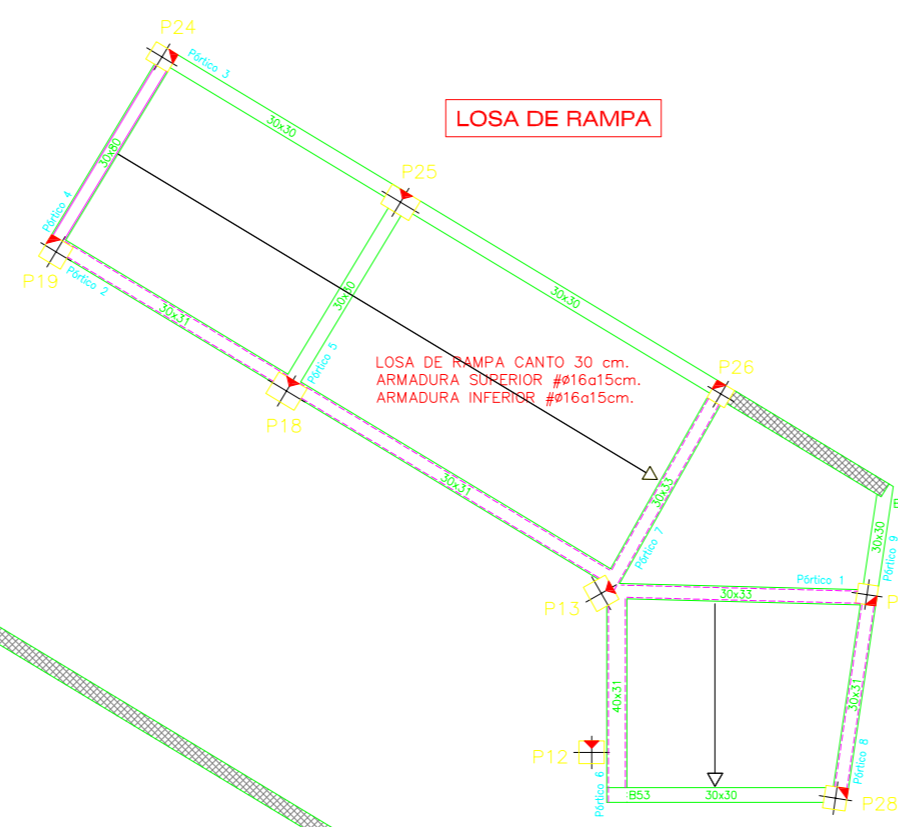 P24
Pórtico 3
LOSA DE RAMPA
30x30
30x80
P25
Pórtico 4
P19
Pórtico 2
30x31
30x30
Pórtico 5
LOSA DE RAMPA CANTO 30 cm.
ARMADURA SUPERIOR #ø16a15cm.
ARMADURA INFERIOR #ø16a15cm.
P26
P18
30x31
30x33
Pórtico 7
30x30
Pórtico 9
Pórtico 1
30x33
P13
P
40x31
30x31
P12
Pórtico 6
Pórtico 8
B53
30x30
P28